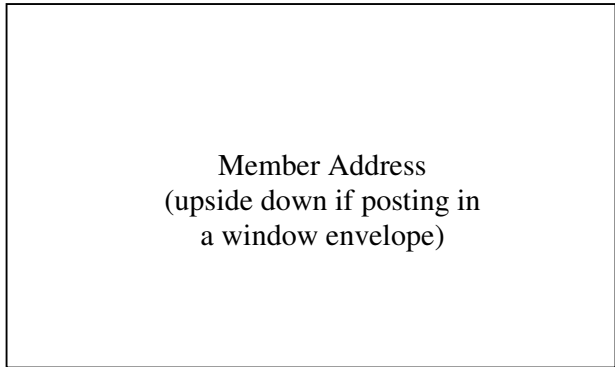 Member Address
(upside down if posting in
a window envelope)